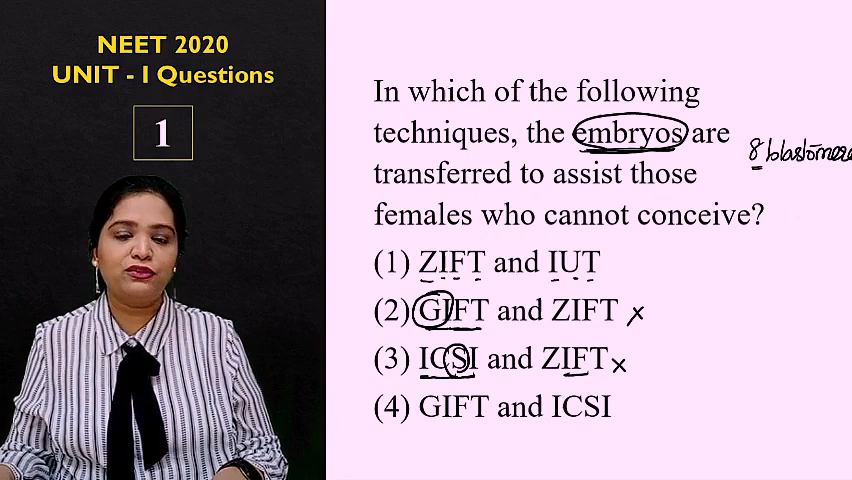 NEET 2020
UNIT - I Questions
1
In which of the following
techniques, the embryos are
transferred to assist those
females who cannot conceive?
8 blastomere
(1) ZIFT and IUT
(2) GIFT and ZIFT ×
(3) ICSI and ZIFT ×
(4) GIFT and ICSI